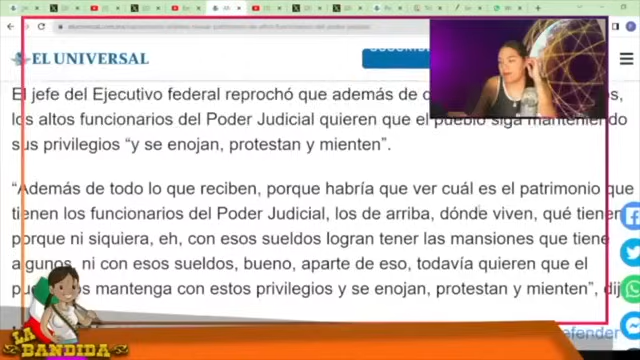 EL UNIVERSAL
El jefe del Ejecutivo federal reprochó que además de
los altos funcionarios del Poder Judicial quieren que el pueblo siga manteniendo
sus privilegios “y se enojan, protestan y mienten”.
“Además de todo lo que reciben, porque habría que ver cuál es el patrimonio que
tienen los funcionarios del Poder Judicial, los de arriba, dónde viven, qué tienen
porque ni siquiera, eh, con esos sueldos logran tener las mansiones que tiene
algunos, ni con esos sueldos, bueno, aparte de eso, todavía quieren que el
mantenga con estos privilegios y se enojan, protestan y mienten”, dij
LA
BANDIDA